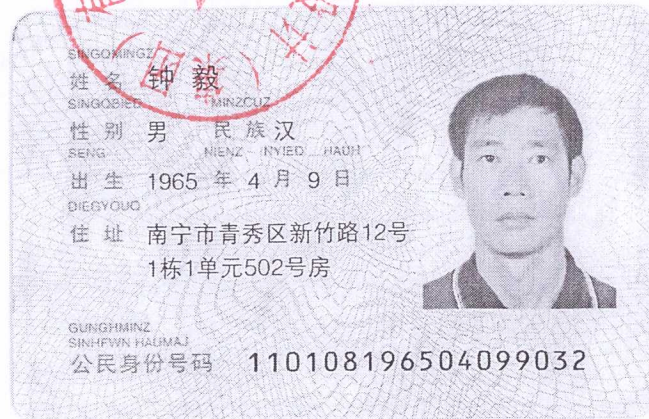 SINGQMINGZ
姓 名 钟 毅
SINGQBIED MINZCUZ
性 别 男 民 族 汉
SENG NIENZ NYIED HAUH
出 生 1965 年 4 月 9 日
DIEGYOUQ
住 址 南宁市青秀区新竹路12号
1栋1单元502号房
GUNGHMINZ
SINHFWN HAUMAJ
公民身份号码 110108196504099032